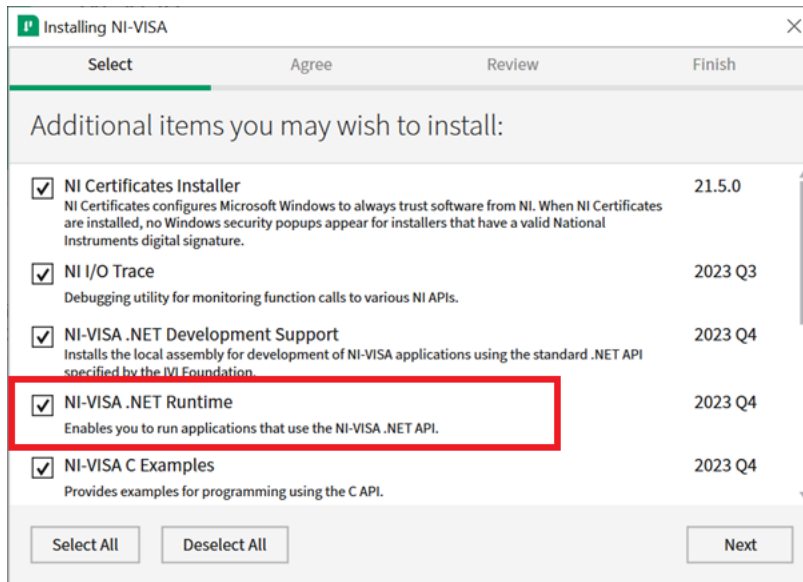 Installing NI-VISA
Select Agree Review Finish
Additional items you may wish to install:
NI Certificates Installer 21.5.0
NI Certificates configures Microsoft Windows to always trust software from NI. When NI Certificates
are installed, no Windows security popups appear for installers that have a valid National
Instruments digital signature.
NI I/O Trace 2023 Q3
Debugging utility for monitoring function calls to various NI APIs.
NI-VISA .NET Development Support 2023 Q4
Installs the local assembly for development of NI-VISA applications using the standard .NET API
specified by the IVI Foundation.
NI-VISA .NET Runtime 2023 Q4
Enables you to run applications that use the NI-VISA .NET API.
NI-VISA C Examples 2023 Q4
Provides examples for programming using the C API.
Select All Deselect All Next